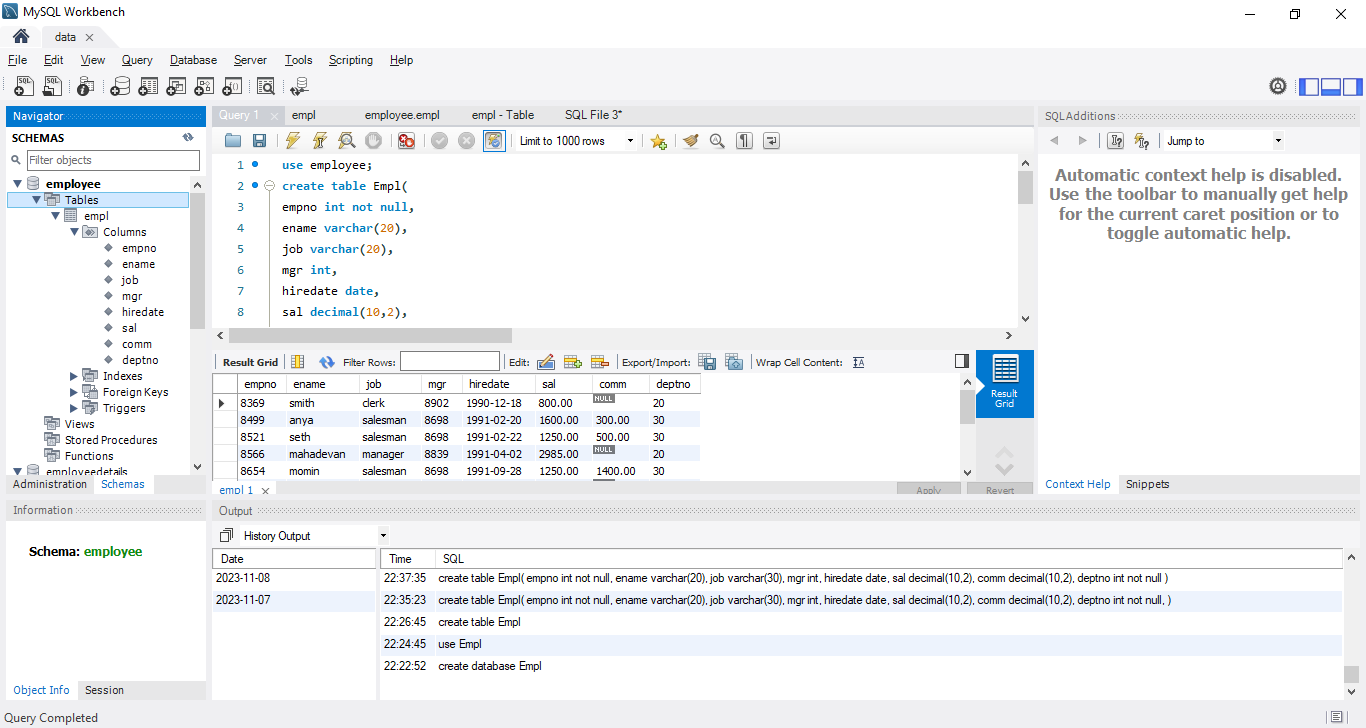 MySQL Workbench
data
File Edit View Query Database Server Tools Scripting Help
Navigator
SCHEMAS
Filter objects
employee
Tables
empl
Columns
empno
ename
job
mgr
hiredate
sal
comm
deptno
Indexes
Foreign Keys
Triggers
Views
Stored Procedures
Functions
employeedetails
Administration Schemas
Information
Schema: employee
Object Info Session
Query 1 empl employee.empl empl - Table SQL File 3*
Limit to 1000 rows
1 use employee;
2 create table Empl(
3 empno int not null,
4 ename varchar(20),
5 job varchar(20),
6 mgr int,
7 hiredate date,
8 sal decimal(10,2),
Result Grid Filter Rows: Edit: Export/Import: Wrap Cell Content:
empno ename job mgr hiredate sal comm deptno
8369 smith clerk 8902 1990-12-18 800.00 NULL 20
8499 anya salesman 8698 1991-02-20 1600.00 300.00 30
8521 seth salesman 8698 1991-02-22 1250.00 500.00 30
8566 mahadevan manager 8839 1991-04-02 2985.00 NULL 20
8654 momin salesman 8698 1991-09-28 1250.00 1400.00 30
Result
Grid
empl 1 Apply Revert
SQLAdditions
Jump to
Automatic context help is disabled.
Use the toolbar to manually get help
for the current caret position or to
toggle automatic help.
Context Help Snippets
Output
History Output
Date
2023-11-08
2023-11-07
Time SQL
22:37:35 create table Empl( empno int not null, ename varchar(20), job varchar(30), mgr int, hiredate date, sal decimal(10,2), comm decimal(10,2), deptno int not null )
22:35:23 create table Empl( empno int not null, ename varchar(20), job varchar(30), mgr int, hiredate date, sal decimal(10,2), comm decimal(10,2), deptno int not null, )
22:26:45 create table Empl
22:24:45 use Empl
22:22:52 create database Empl
Query Completed